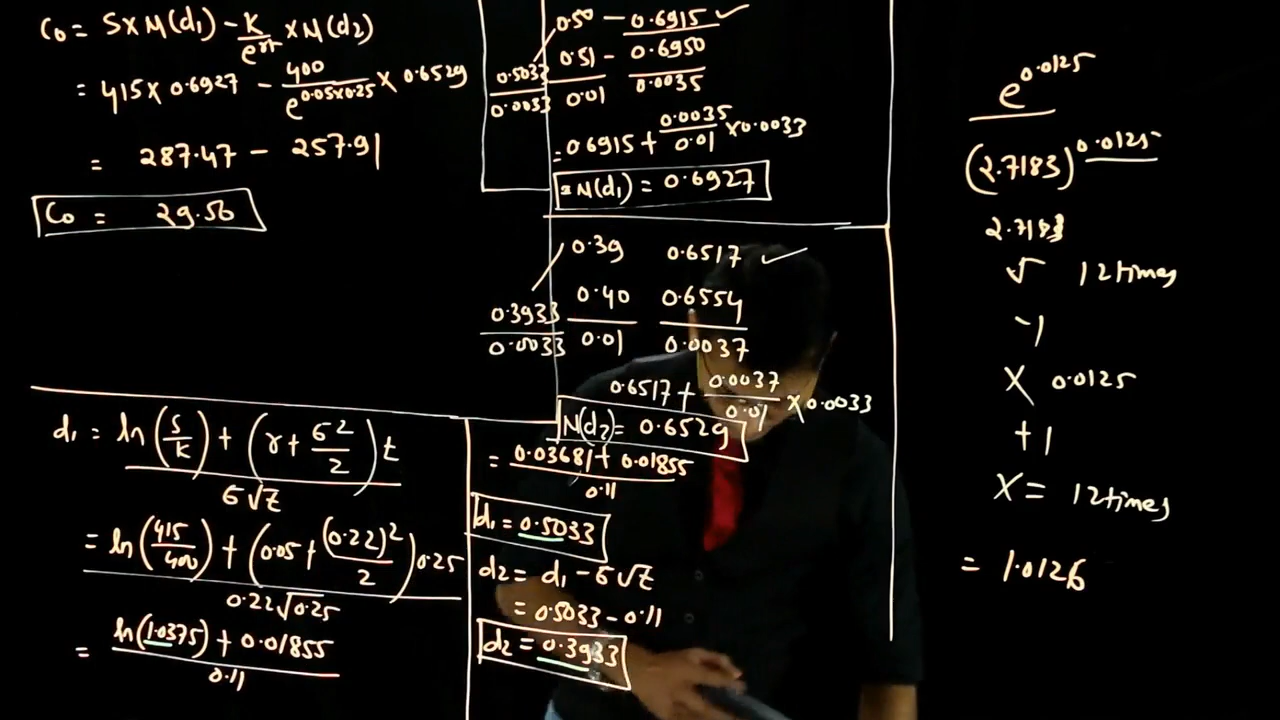 C₀ = S×N(d₁) − K/e^rt × N(d₂)
= 415×0.6927 − 400/e^0.05×0.25 × 0.6529
= 287.47 − 257.91
C₀ = 29.56
0.50 − 0.6915 ✓
0.51 − 0.6950
0.5033
0.0033 0.01 0.0035
= 0.6915 + 0.0035/0.01 × 0.0033
= N(d₁) = 0.6927
0.39 0.6517 ✓
0.40 0.6554
0.3933
0.0033 0.01 0.0037
0.6517 + 0.0037/0.01 × 0.0033
N(d₂) = 0.6529
d₁ = ln(S/K) + (r + σ²/2)t
σ√t
= ln(415/400) + (0.05 + (0.22)²/2)0.25
0.22√0.25
= ln(1.0375) + 0.01855
0.11
= 0.03681 + 0.01855
0.11
d₁ = 0.5033
d₂ = d₁ − σ√t
= 0.5033 − 0.11
d₂ = 0.3933
e^0.0125
(2.7183)^0.0125
2.7183
√ 12 times
−1
× 0.0125
+1
×= 12 times
= 1.0126